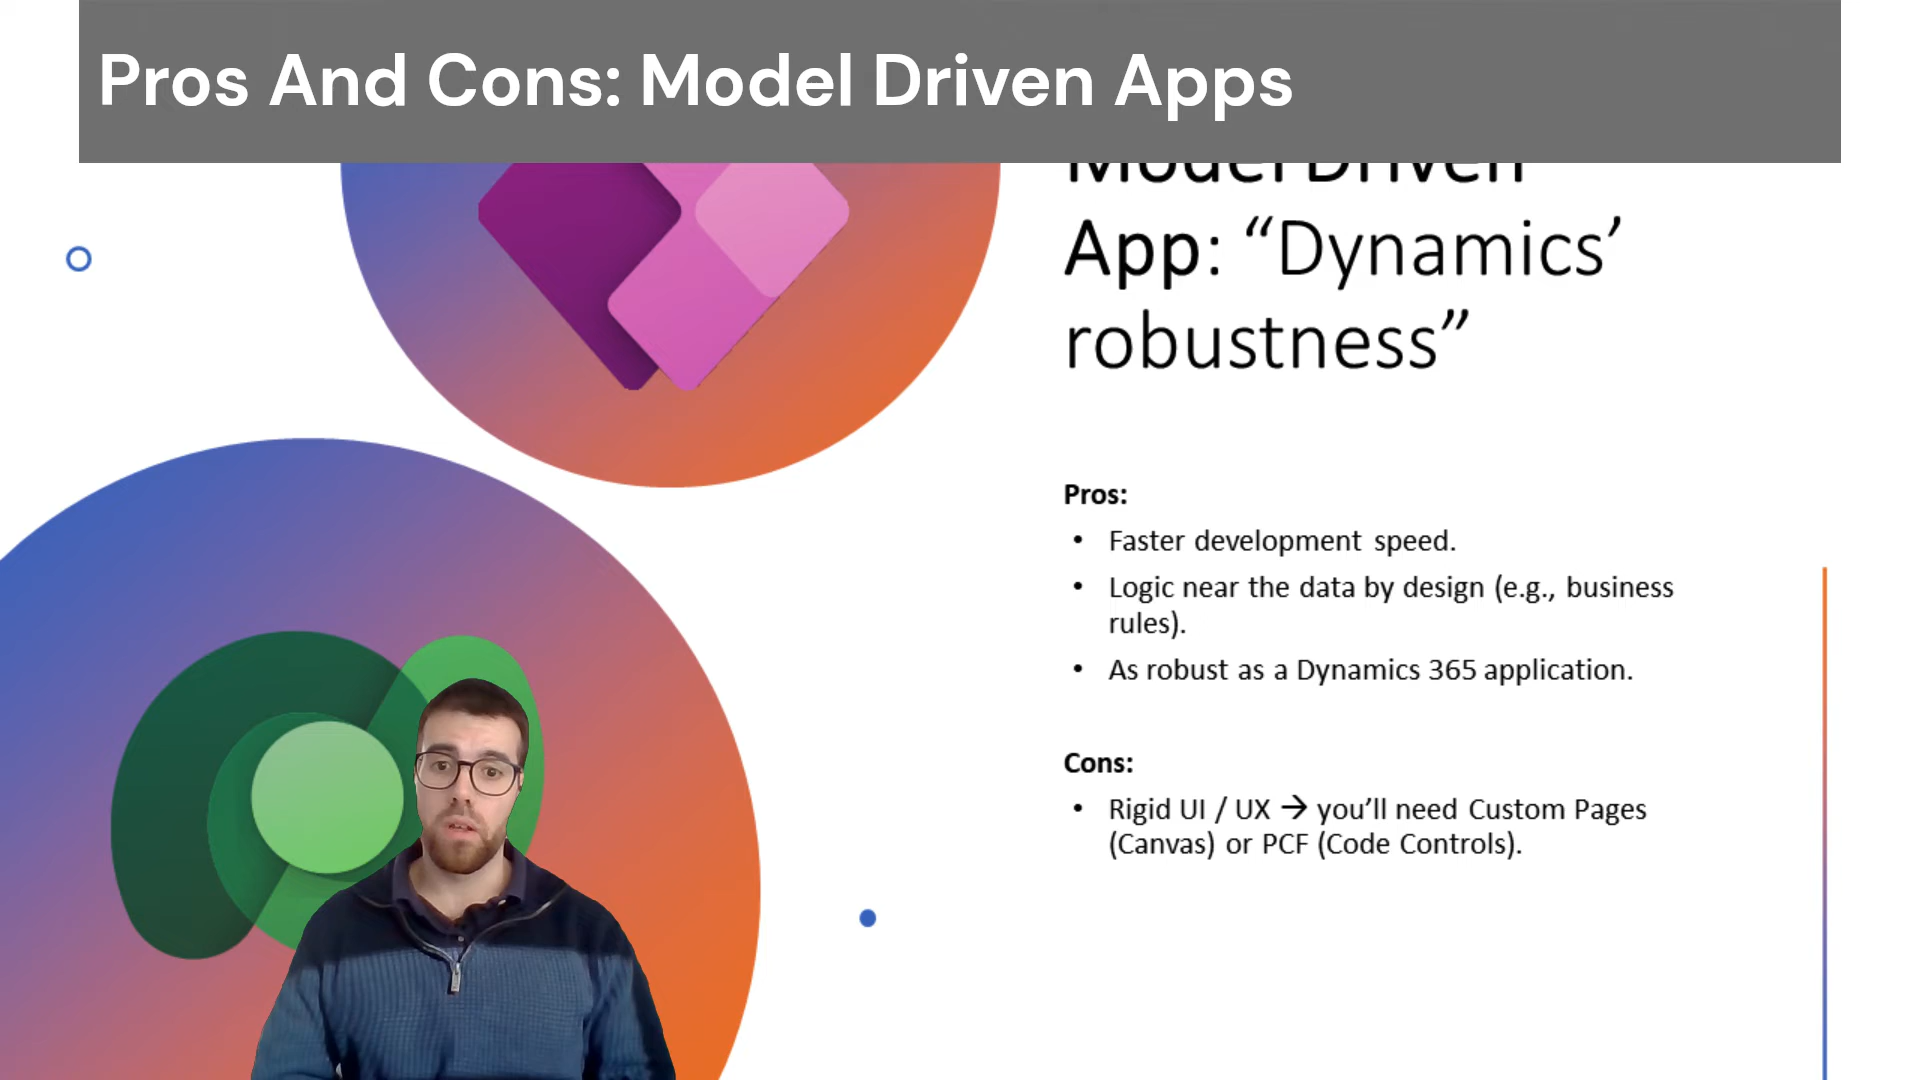 Pros And Cons: Model Driven Apps
Model Driven
App: “Dynamics’
robustness”
Pros:
• Faster development speed.
• Logic near the data by design (e.g., business
rules).
• As robust as a Dynamics 365 application.
Cons:
• Rigid UI / UX → you’ll need Custom Pages
(Canvas) or PCF (Code Controls).